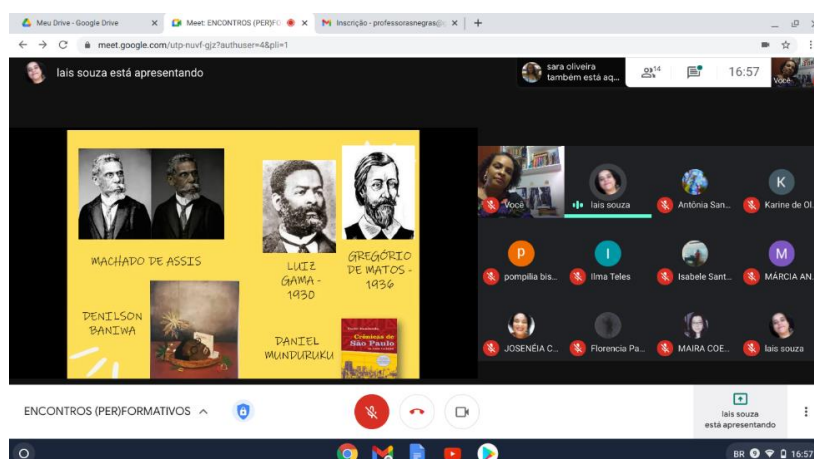 Meu Drive - Google Drive
Meet: ENCONTROS (PER)FO
Inscrição - professorasnegras@
meet.google.com/utp-nuvf-gjz?authuser=4&pli=1
lais souza está apresentando
sara oliveira
também está aq...
14
16:57
Você
MACHADO DE ASSIS
LUIZ
GAMA -
1930
GREGÓRIO
DE MATOS -
1936
DENILSON
BANIWA
DANIEL
MUNDURUKU
Crônicas de
São Paulo
Você
lais souza
Antônia San...
K
Karine de Ol.
p
pompilia bis...
I
Ilma Teles
Isabele Sant...
M
MÁRCIA AN.
JOSENÉIA C...
Florencia Pa...
MAIRA COE..
lais souza
ENCONTROS (PER)FORMATIVOS
lais souza
está apresentando
BR
16:57